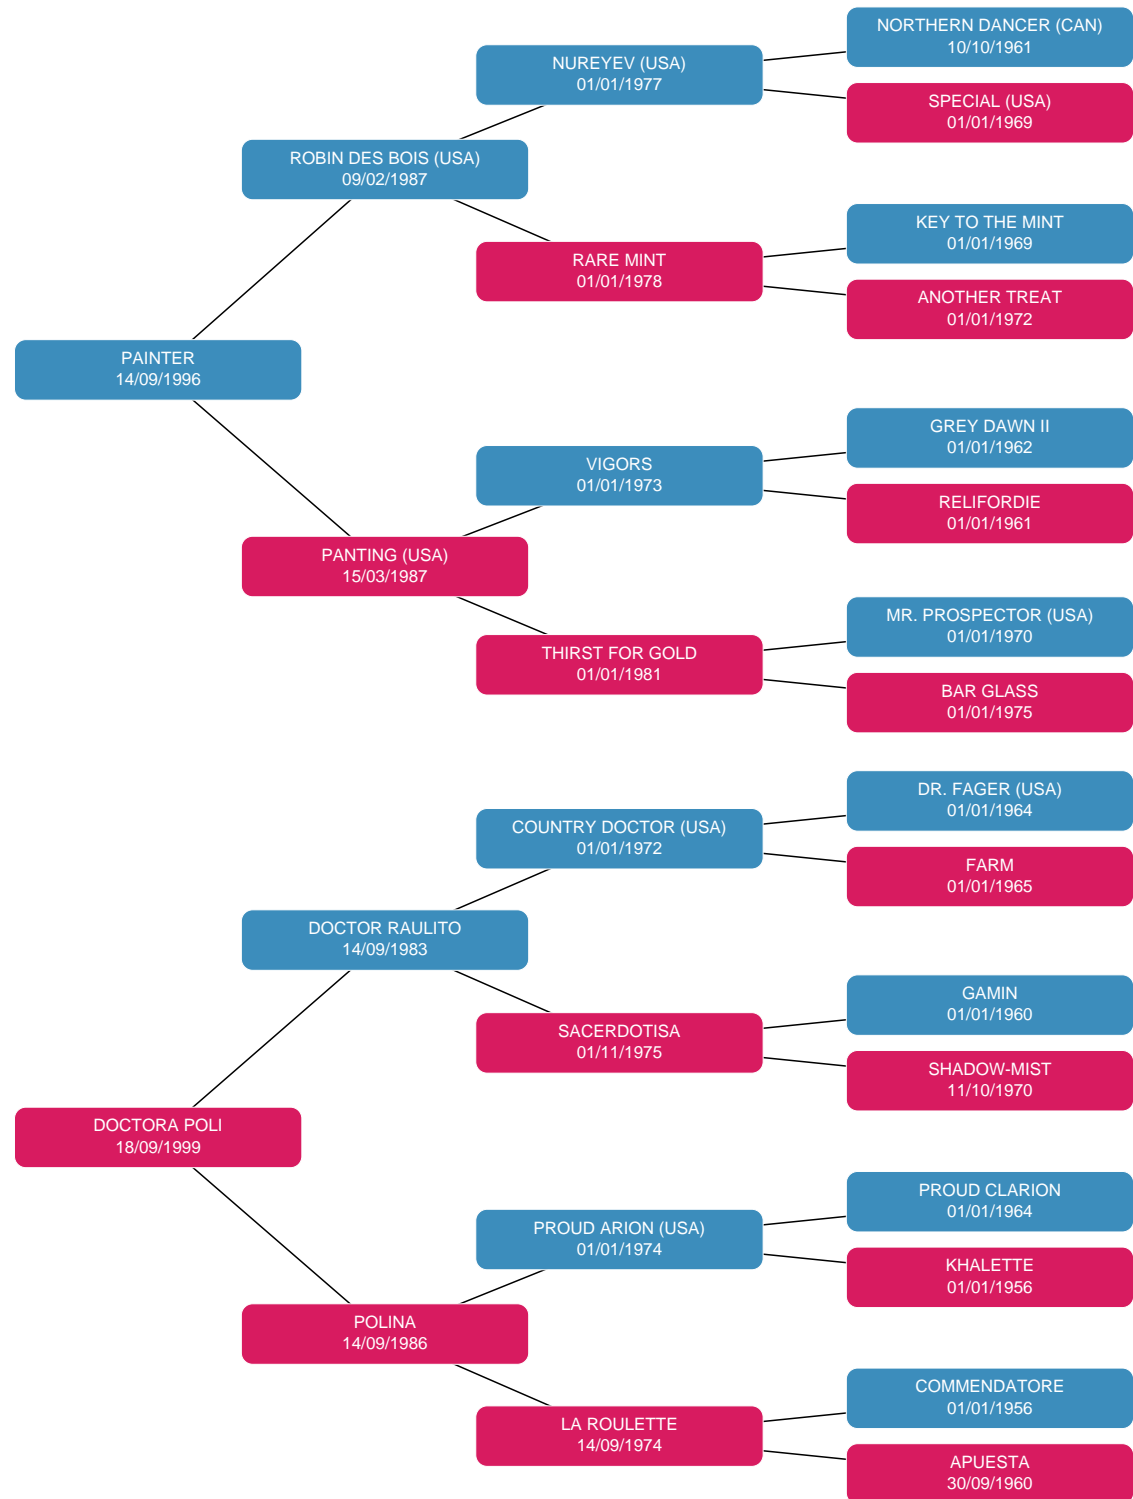 NORTHERN DANCER (CAN)
10/10/1961
NUREYEV (USA)
01/01/1977
SPECIAL (USA)
01/01/1969
ROBIN DES BOIS (USA)
09/02/1987
KEY TO THE MINT
01/01/1969
RARE MINT
01/01/1978
ANOTHER TREAT
01/01/1972
PAINTER
14/09/1996
GREY DAWN II
01/01/1962
VIGORS
01/01/1973
RELIFORDIE
01/01/1961
PANTING (USA)
15/03/1987
MR. PROSPECTOR (USA)
01/01/1970
THIRST FOR GOLD
01/01/1981
BAR GLASS
01/01/1975
DR. FAGER (USA)
01/01/1964
COUNTRY DOCTOR (USA)
01/01/1972
FARM
01/01/1965
DOCTOR RAULITO
14/09/1983
GAMIN
01/01/1960
SACERDOTISA
01/11/1975
SHADOW-MIST
11/10/1970
DOCTORA POLI
18/09/1999
PROUD CLARION
01/01/1964
PROUD ARION (USA)
01/01/1974
KHALETTE
01/01/1956
POLINA
14/09/1986
COMMENDATORE
01/01/1956
LA ROULETTE
14/09/1974
APUESTA
30/09/1960